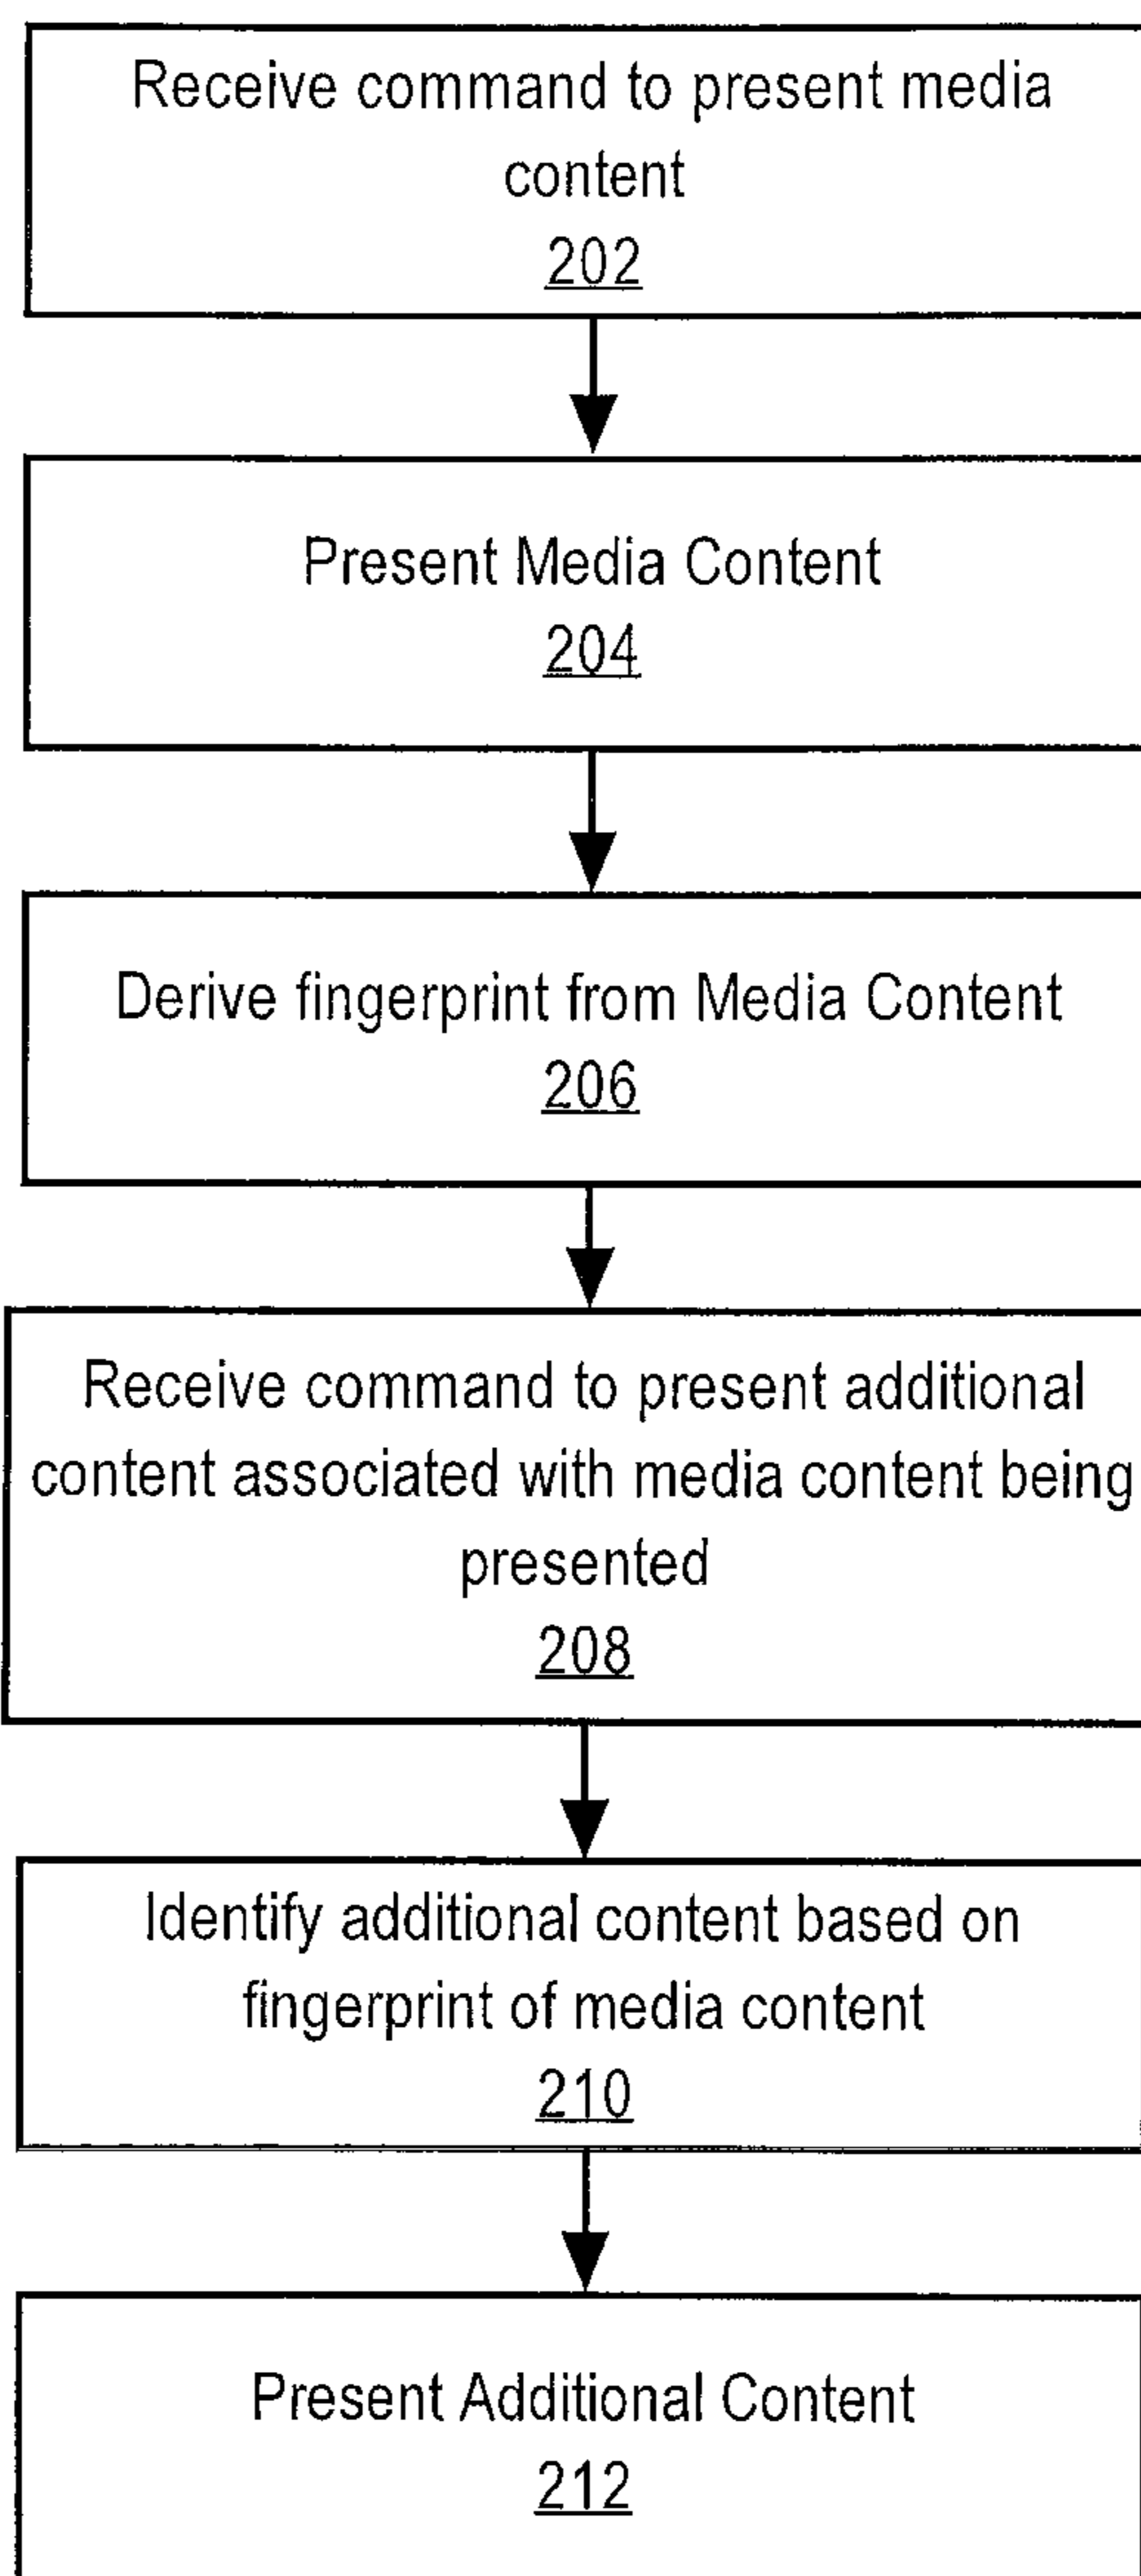 Receive command to present media
content
202
Present Media Content
204
Derive fingerprint from Media Content
206
Receive command to present additional
content associated with media content being
presented
208
Identify additional content based on
fingerprint of media content
210
Present Additional Content
212